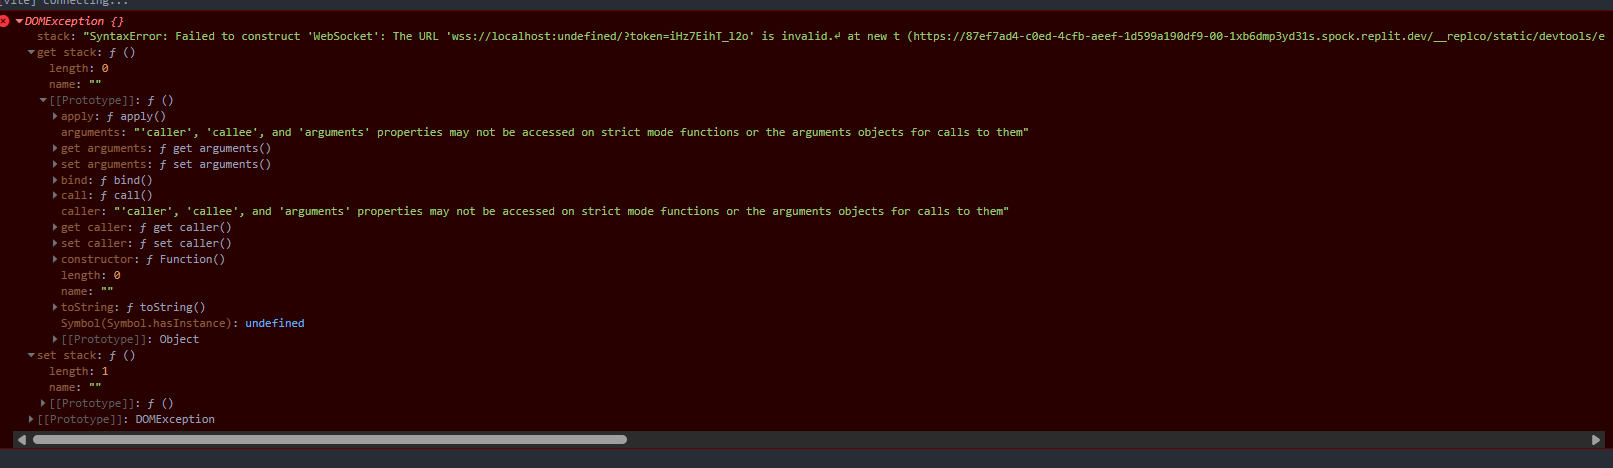 [vite] connecting...
DOMException {}
stack: "SyntaxError: Failed to construct 'WebSocket': The URL 'wss://localhost:undefined/?token=iHz7EihT_l2o' is invalid.↲ at new t (https://87ef7ad4-c0ed-4cfb-aeef-1d599a190df9-00-1xb6dmp3yd31s.spock.replit.dev/__replco/static/devtools/e
get stack: ƒ ()
length: 0
name: ""
[[Prototype]]: ƒ ()
apply: ƒ apply()
arguments: "'caller', 'callee', and 'arguments' properties may not be accessed on strict mode functions or the arguments objects for calls to them"
get arguments: ƒ get arguments()
set arguments: ƒ set arguments()
bind: ƒ bind()
call: ƒ call()
caller: "'caller', 'callee', and 'arguments' properties may not be accessed on strict mode functions or the arguments objects for calls to them"
get caller: ƒ get caller()
set caller: ƒ set caller()
constructor: ƒ Function()
length: 0
name: ""
toString: ƒ toString()
Symbol(Symbol.hasInstance): undefined
[[Prototype]]: Object
set stack: ƒ ()
length: 1
name: ""
[[Prototype]]: ƒ ()
[[Prototype]]: DOMException